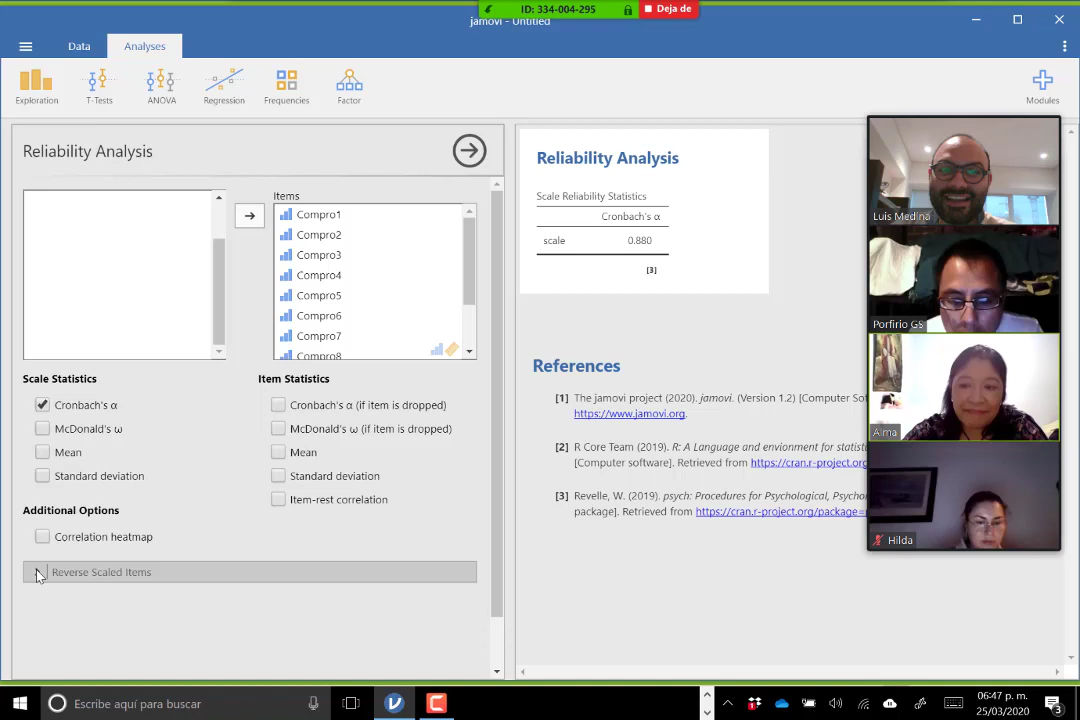 ID: 334-004-295
Deja de
jamovi - Untitled
Data
Analyses
Exploration
T-Tests
ANOVA
Regression
Frequencies
Factor
Modules
Reliability Analysis
Items
Compro1
Compro2
Compro3
Compro4
Compro5
Compro6
Compro7
Compro8
Scale Statistics
Cronbach's α
McDonald's ω
Mean
Standard deviation
Item Statistics
Cronbach's α (if item is dropped)
McDonald's ω (if item is dropped)
Mean
Standard deviation
Item-rest correlation
Additional Options
Correlation heatmap
Reverse Scaled Items
Reliability Analysis
Scale Reliability Statistics
Cronbach's α
scale 0.880
[3]
References
[1] The jamovi project (2020). jamovi. (Version 1.2) [Computer Sof
https://www.jamovi.org.
[2] R Core Team (2019). R: A Language and envionment for statisti
[Computer software]. Retrieved from https://cran.r-project.org
[3] Revelle, W. (2019). psych: Procedures for Psychological, Psychon
package]. Retrieved from https://cran.r-project.org/package=
Luis Medina
Porfirio GS
Alma
Hilda
Escribe aquí para buscar
06:47 p. m.
25/03/2020
3